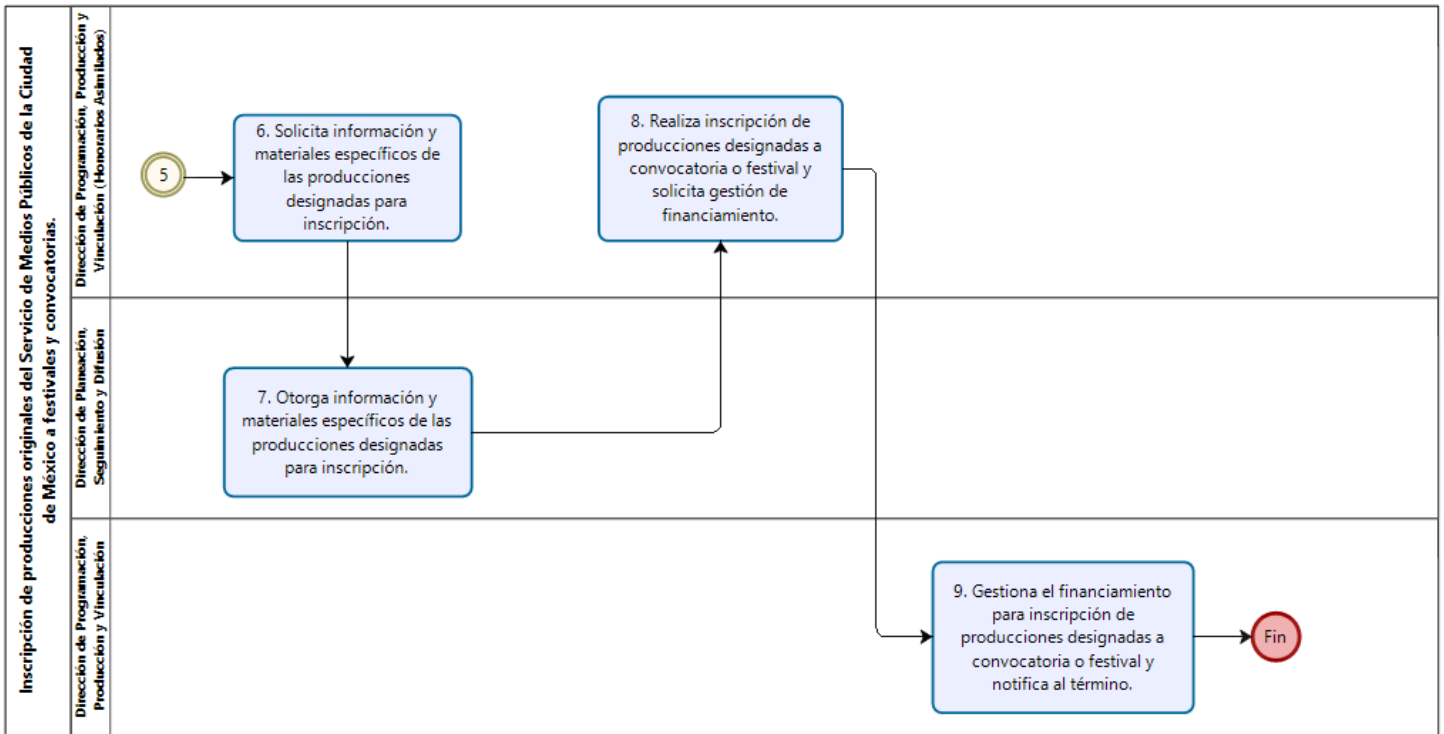 Inscripción de producciones originales del Servicio de Medios Públicos de la Ciudad
de México a festivales y convocatorias.
Dirección de Programación, Producción y
Vinculación (Honorarios Asimilados)
5
6. Solicita información y
materiales específicos de
las producciones
designadas para
inscripción.
8. Realiza inscripción de
producciones designadas a
convocatoria o festival y
solicita gestión de
financiamiento.
Dirección de Planeación,
Seguimiento y Difusión
7. Otorga información y
materiales específicos de las
producciones designadas
para inscripción.
Dirección de Programación,
Producción y Vinculación
9. Gestiona el financiamiento
para inscripción de
producciones designadas a
convocatoria o festival y
notifica al término.
Fin